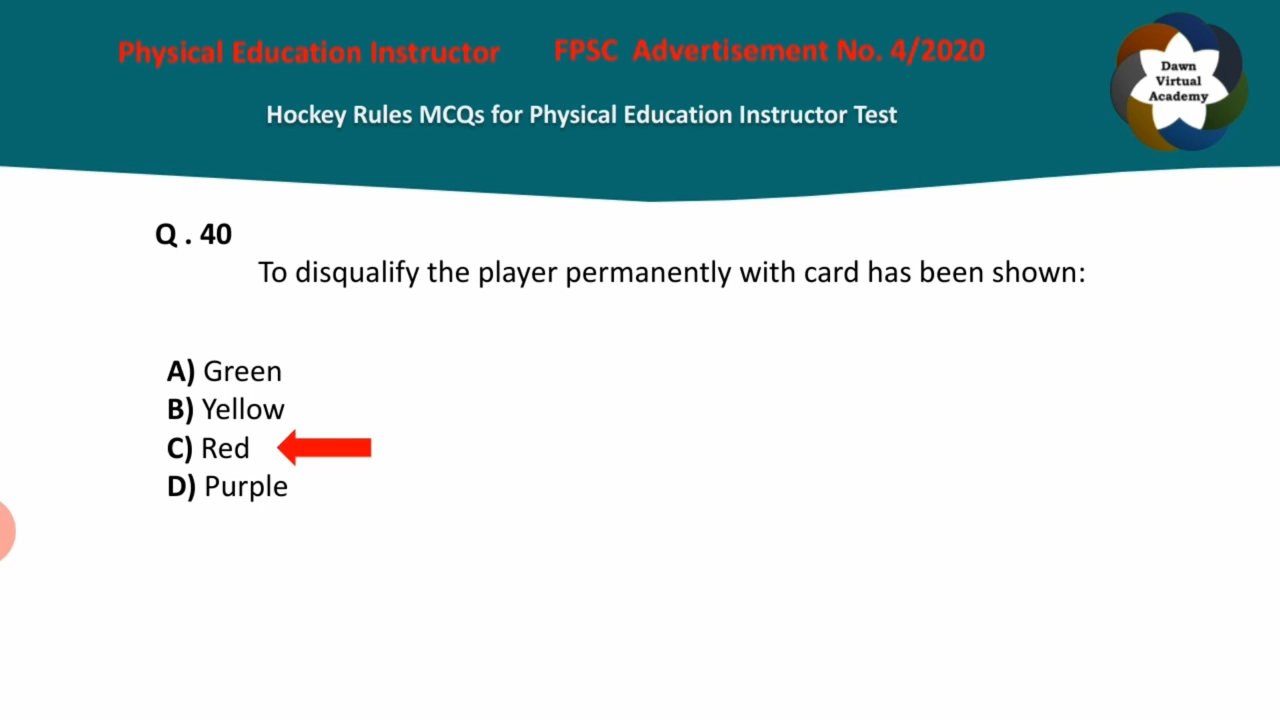 Physical Education Instructor FPSC Advertisement No. 4/2020
Hockey Rules MCQs for Physical Education Instructor Test
Dawn
Virtual
Academy
Q . 40
To disqualify the player permanently with card has been shown:
A) Green
B) Yellow
C) Red
D) Purple